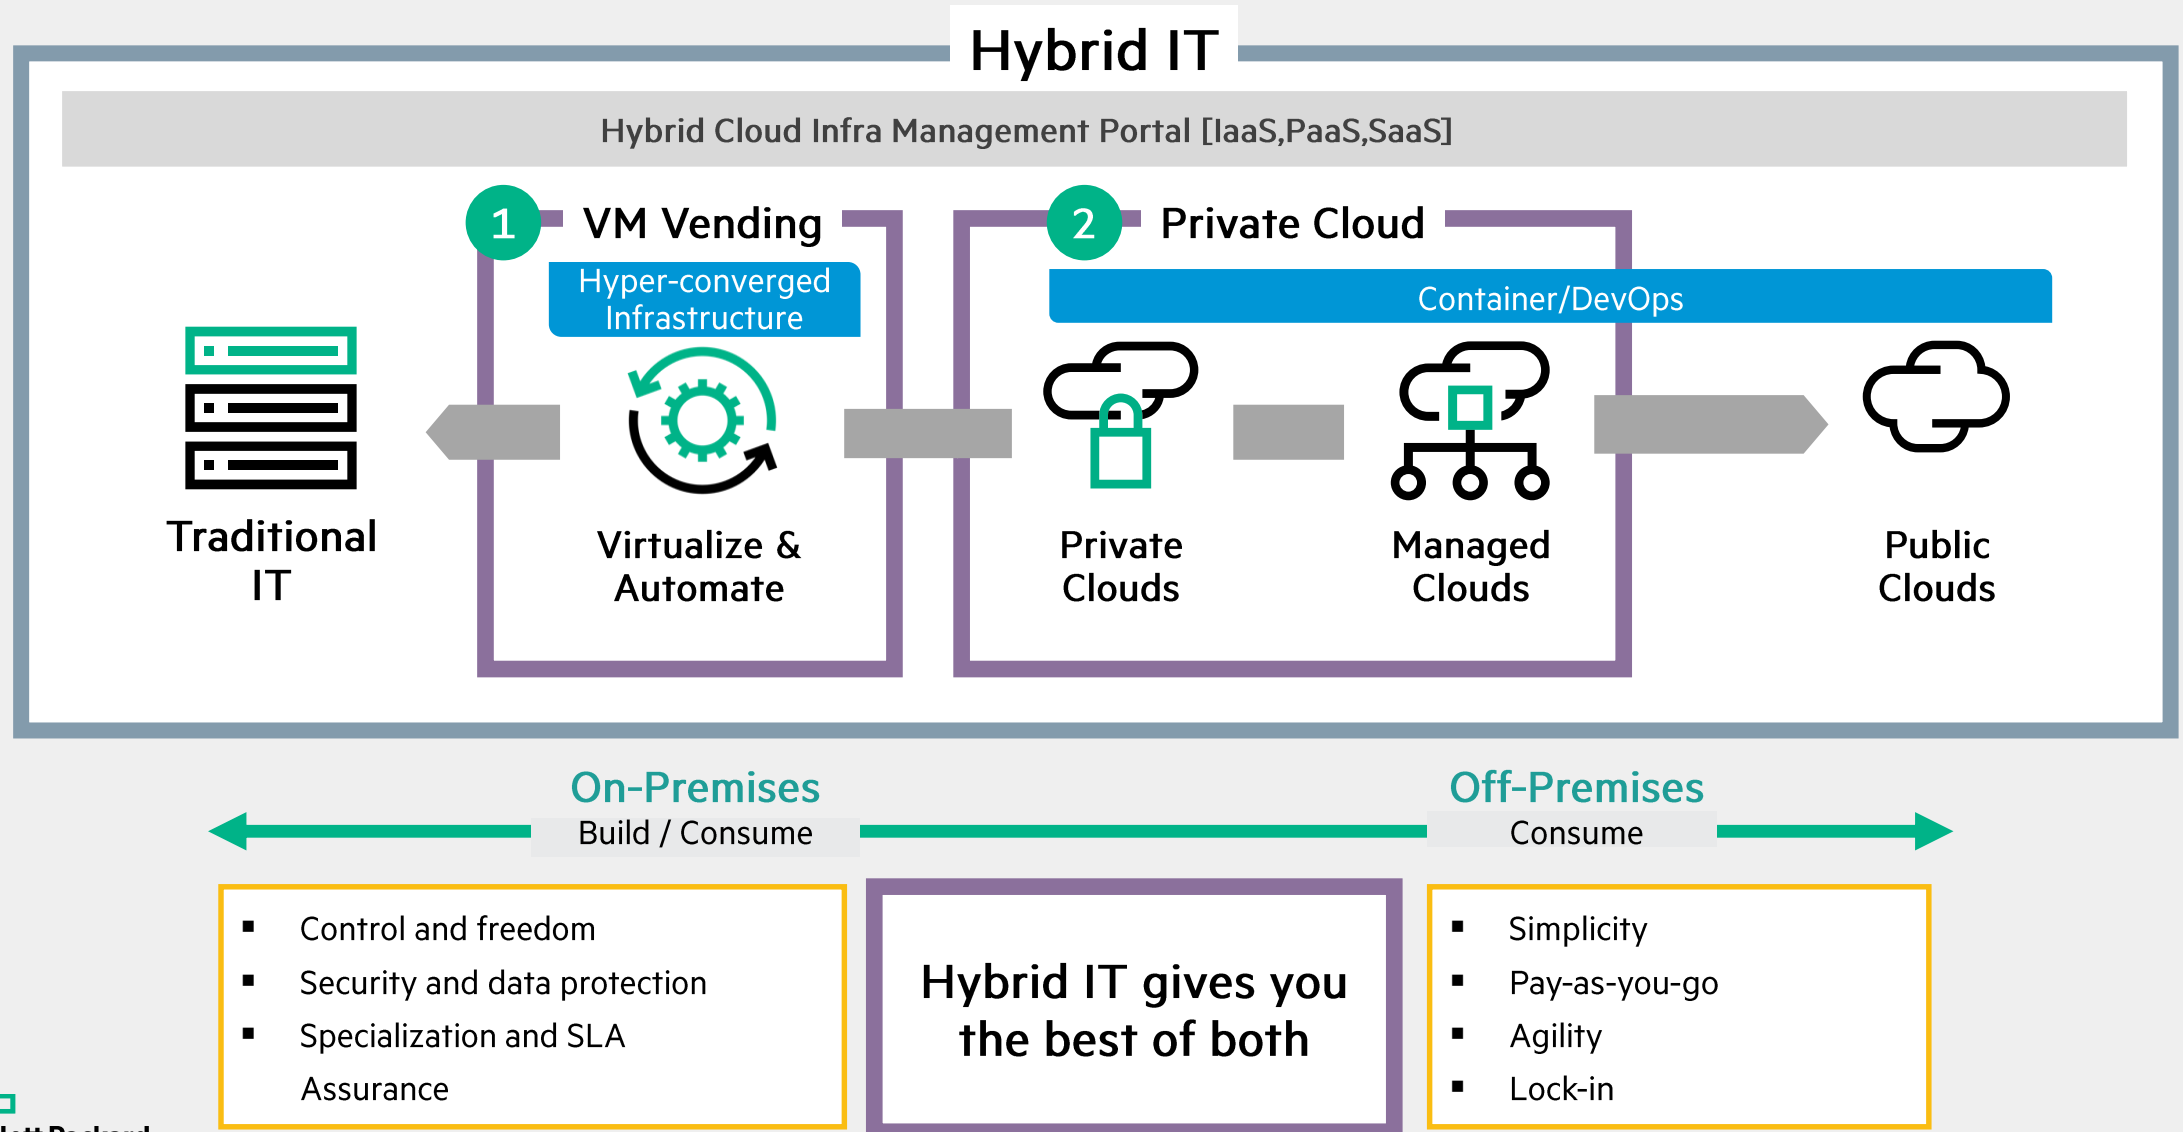 Hybrid IT
Hybrid Cloud Infra Management Portal [IaaS,PaaS,SaaS]
1
VM Vending
Hyper-converged
Infrastructure
2
Private Cloud
Container/DevOps
Traditional
IT
Virtualize &
Automate
Private
Clouds
Managed
Clouds
Public
Clouds
On-Premises
Build / Consume
Off-Premises
Consume
▪ Control and freedom
▪ Security and data protection
▪ Specialization and SLA
Assurance
Hybrid IT gives you
the best of both
▪ Simplicity
▪ Pay-as-you-go
▪ Agility
▪ Lock-in